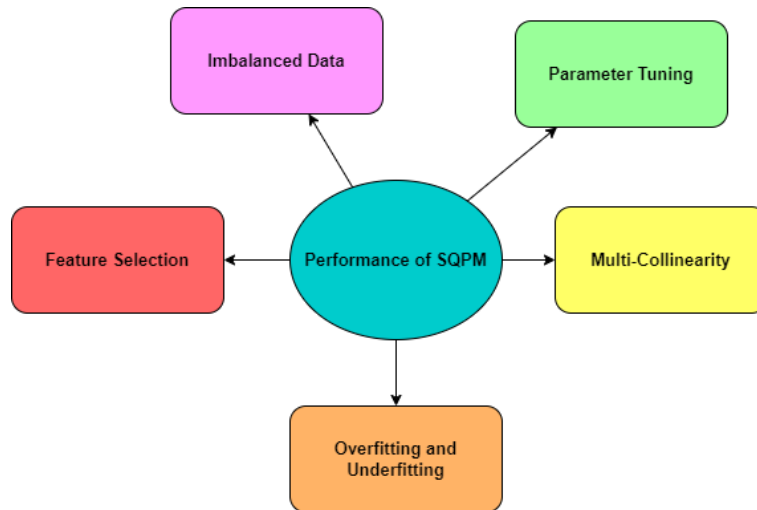 Imbalanced Data
Parameter Tuning
Feature Selection
Performance of SQPM
Multi-Collinearity
Overfitting and
Underfitting